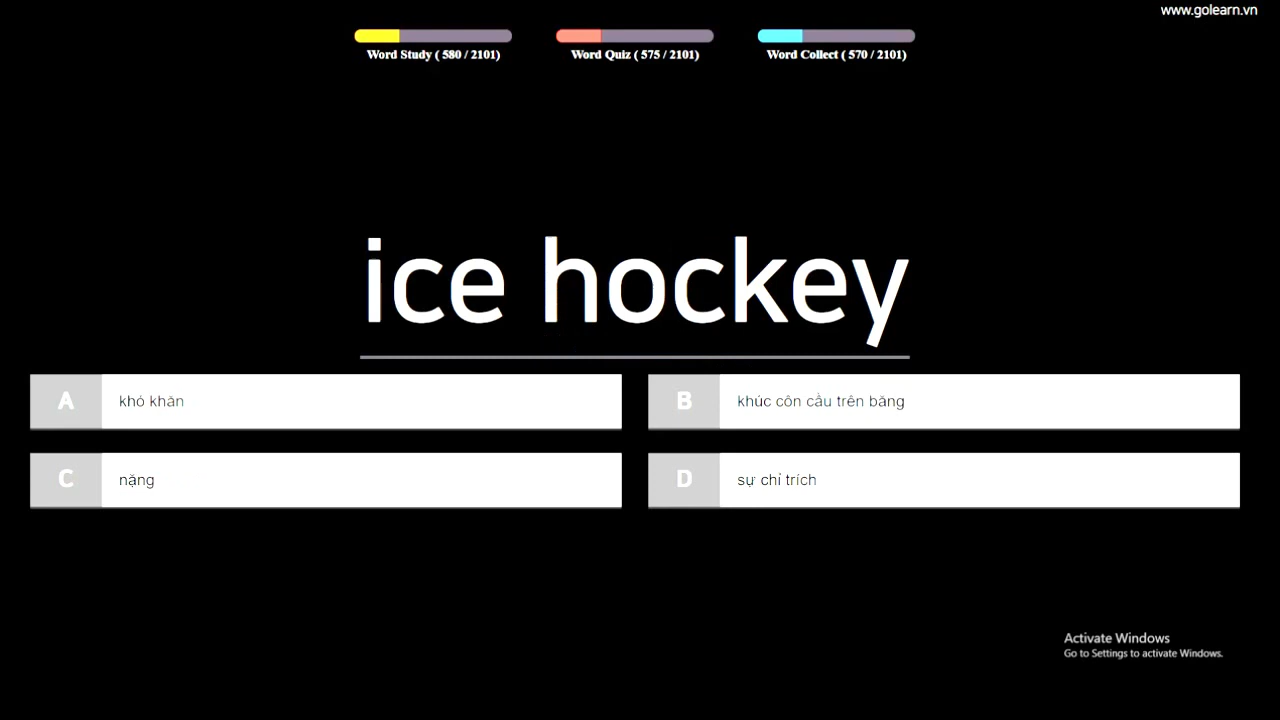 www.golearn.vn
Word Study ( 580 / 2101)
Word Quiz ( 575 / 2101)
Word Collect ( 570 / 2101)
ice hockey
A khó khăn
B khúc côn cầu trên băng
C nặng
D sự chỉ trích
Activate Windows
Go to Settings to activate Windows.